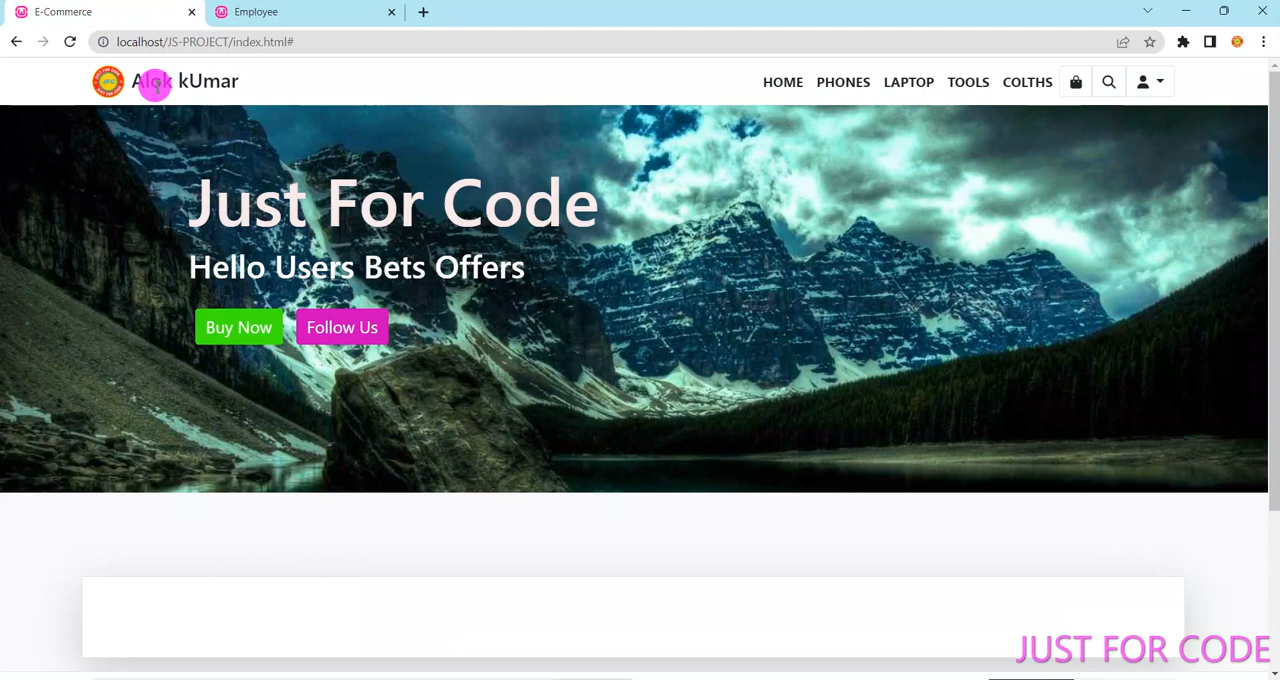 E-Commerce
Employee
localhost/JS-PROJECT/index.html#
Alok kUmar
HOME PHONES LAPTOP TOOLS COLTHS
Just For Code
Hello Users Bets Offers
Buy Now Follow Us
JUST FOR CODE